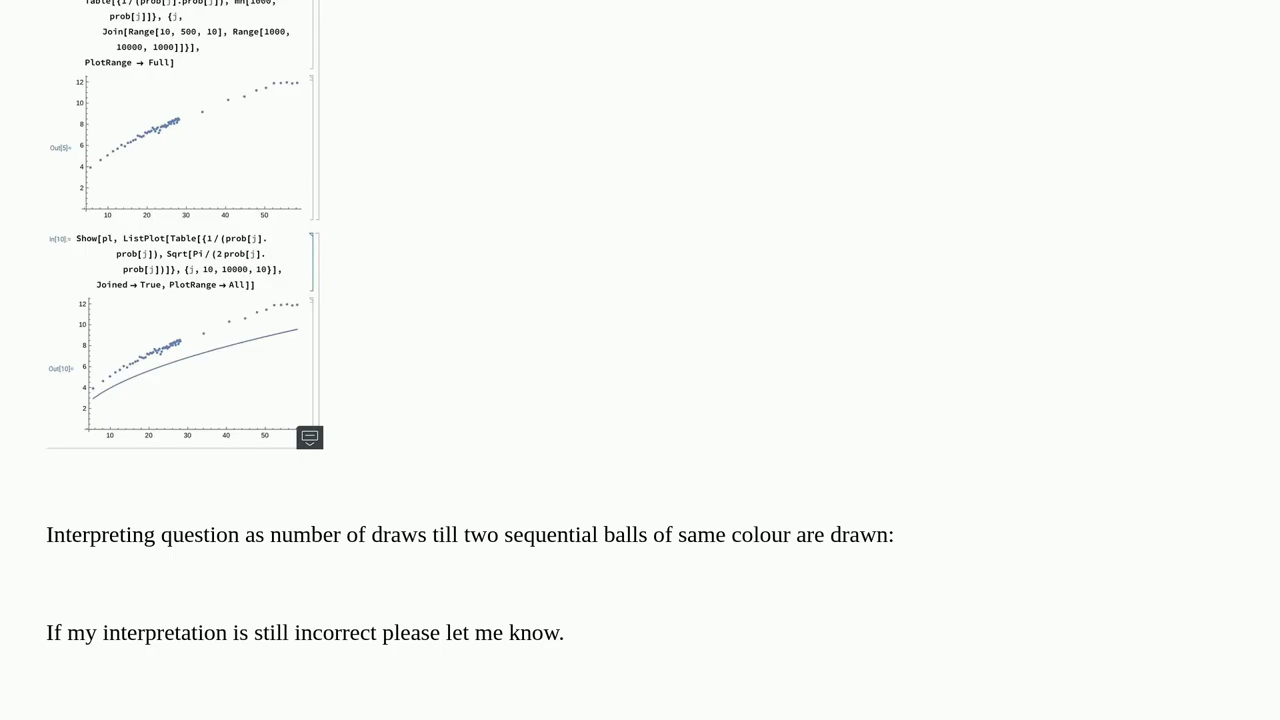 Table[{1/(prob[j].prob[j]), mn[1000,
prob[j]]}, {j,
Join[Range[10, 500, 10], Range[1000,
10000, 1000]]}],
PlotRange → Full]
12
10
8
6
Out[5]=
4
2
10 20 30 40 50
In[10]:= Show[pl, ListPlot[Table[{1/(prob[j].
prob[j]), Sqrt[Pi/(2 prob[j].
prob[j])]}, {j, 10, 10000, 10}],
Joined → True, PlotRange → All]]
12
10
8
6
Out[10]=
4
2
10 20 30 40 50
Interpreting question as number of draws till two sequential balls of same colour are drawn:
If my interpretation is still incorrect please let me know.